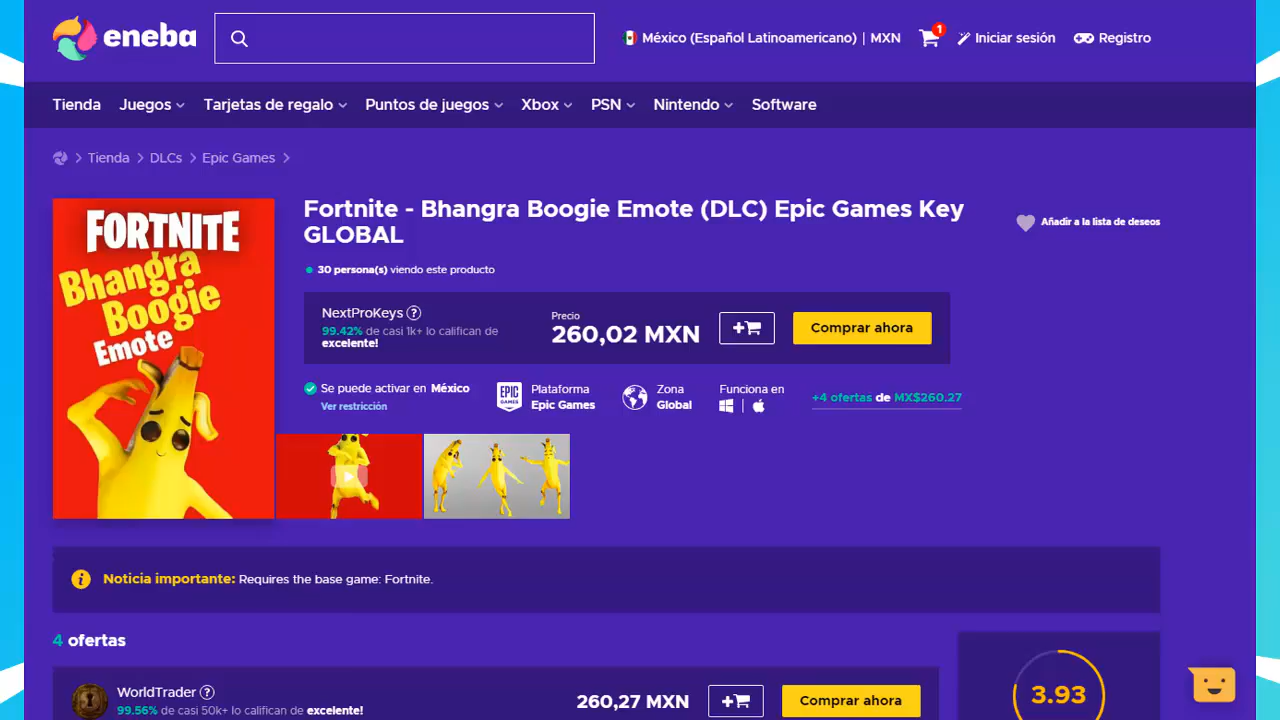 eneba
México (Español Latinoamericano) | MXN
1
Iniciar sesión
Registro
Tienda
Juegos
Tarjetas de regalo
Puntos de juegos
Xbox
PSN
Nintendo
Software
Tienda
DLCs
Epic Games
FORTNITE
Bhangra
Boogie
Emote
Fortnite - Bhangra Boogie Emote (DLC) Epic Games Key
GLOBAL
Añadir a la lista de deseos
30 persona(s) viendo este producto
NextProKeys ?
99.42% de casi 1k+ lo califican de
excelente!
Precio
260,02 MXN
+
Comprar ahora
Se puede activar en México
Ver restricción
EPIC
GAMES
Plataforma
Epic Games
Zona
Global
Funciona en
+4 ofertas de MX$260.27
i
Noticia importante: Requires the base game: Fortnite.
4 ofertas
WorldTrader ?
99.56% de casi 50k+ lo califican de excelente!
260,27 MXN
+
Comprar ahora
3.93